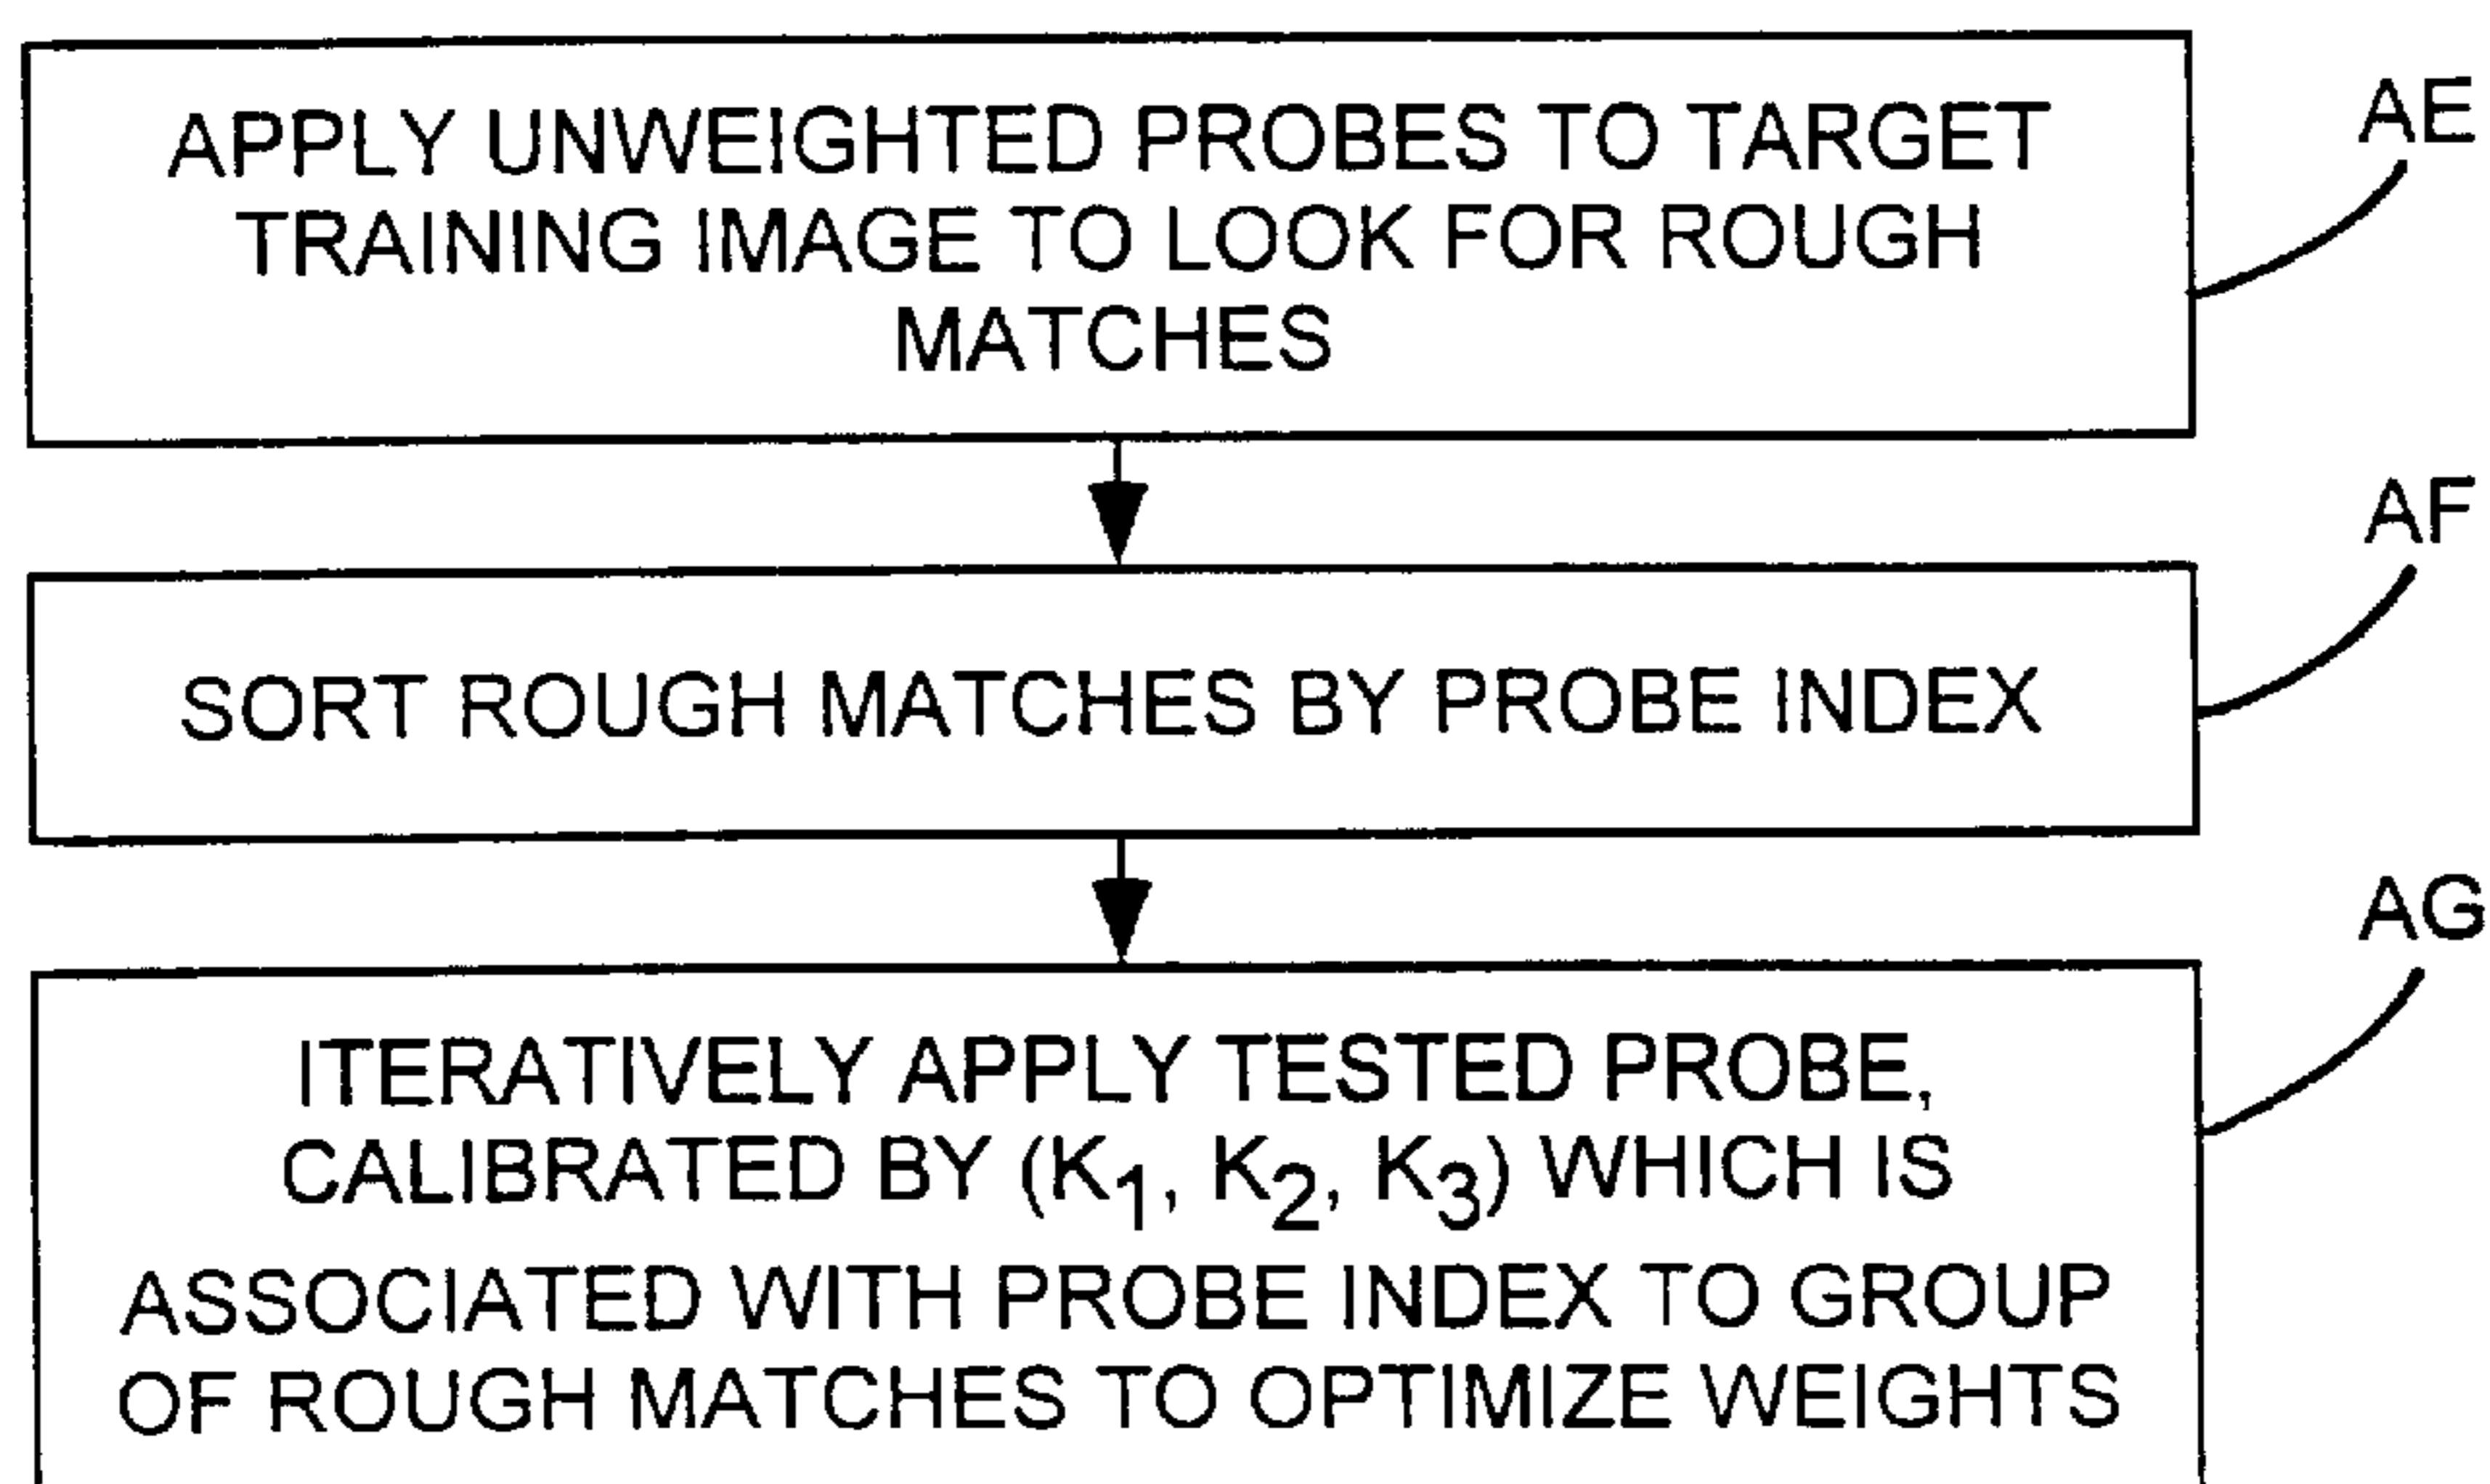 APPLY UNWEIGHTED PROBES TO TARGET
TRAINING IMAGE TO LOOK FOR ROUGH
MATCHES
AE
SORT ROUGH MATCHES BY PROBE INDEX
AF
ITERATIVELY APPLY TESTED PROBE,
CALIBRATED BY (K₁, K₂, K₃) WHICH IS
ASSOCIATED WITH PROBE INDEX TO GROUP
OF ROUGH MATCHES TO OPTIMIZE WEIGHTS
AG